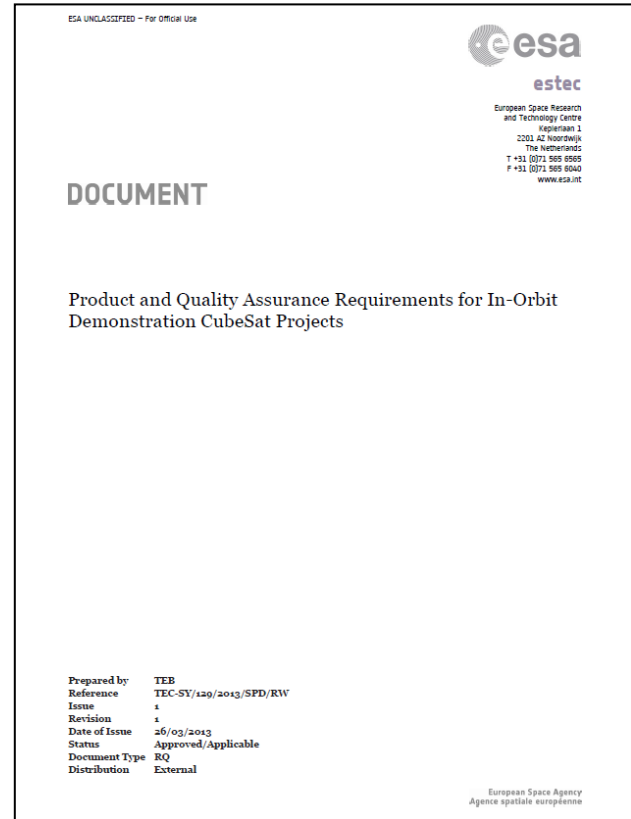 ESA UNCLASSIFIED – For Official Use
esa
estec
European Space Research
and Technology Centre
Keplerlaan 1
2201 AZ Noordwijk
The Netherlands
T +31 (0)71 565 6565
F +31 (0)71 565 6040
www.esa.int
DOCUMENT
Product and Quality Assurance Requirements for In-Orbit
Demonstration CubeSat Projects
Prepared by TEB
Reference TEC-SY/129/2013/SPD/RW
Issue 1
Revision 1
Date of Issue 26/03/2013
Status Approved/Applicable
Document Type RQ
Distribution External
European Space Agency
Agence spatiale européenne